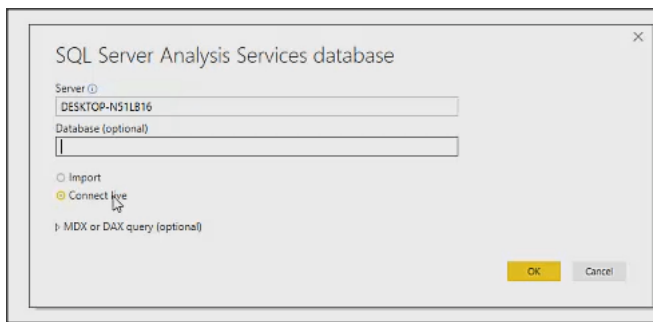 SQL Server Analysis Services database
Server
DESKTOP-N51LB16
Database (optional)
Import
Connect live
MDX or DAX query (optional)
OK Cancel